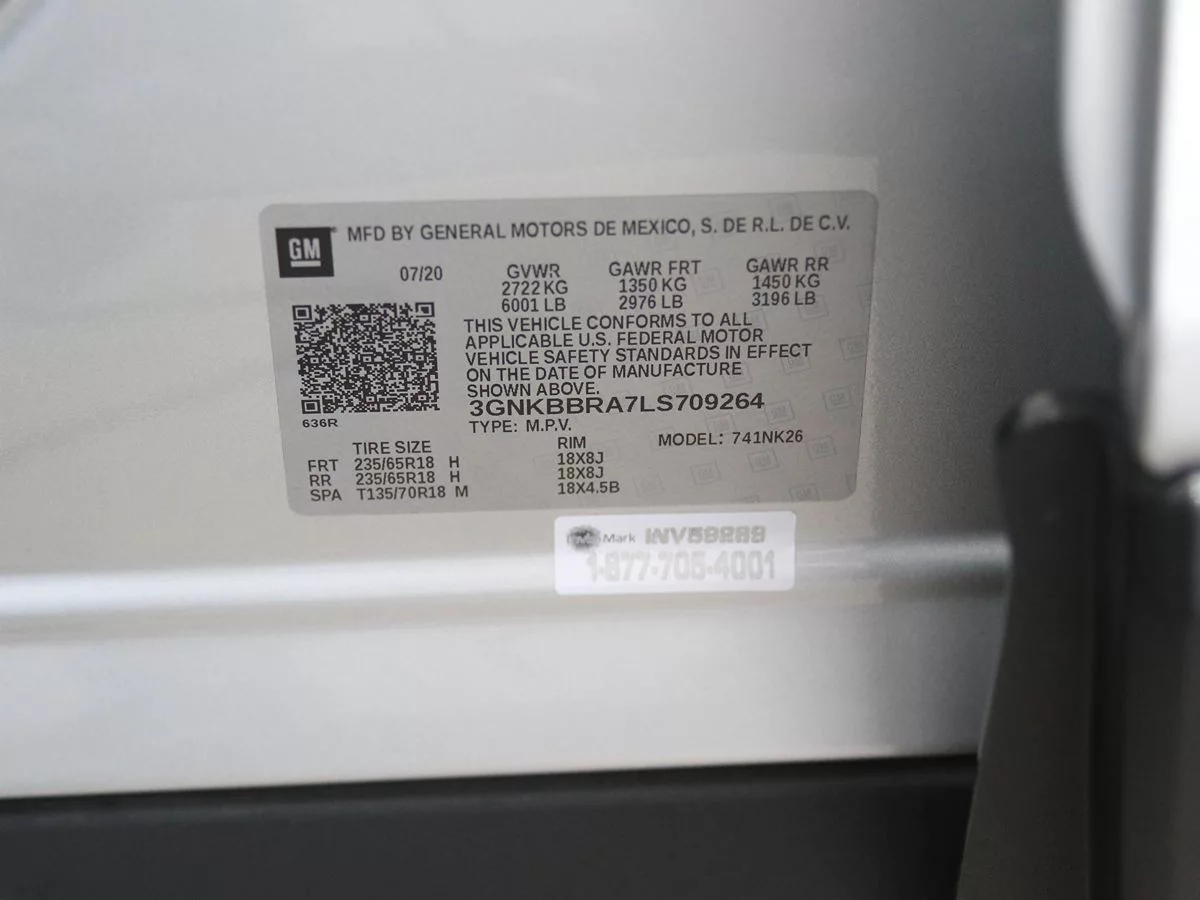 GM MFD BY GENERAL MOTORS DE MEXICO, S. DE R.L. DE C.V.
07/20 GVWR GAWR FRT GAWR RR
2722 KG 1350 KG 1450 KG
6001 LB 2976 LB 3196 LB
THIS VEHICLE CONFORMS TO ALL
APPLICABLE U.S. FEDERAL MOTOR
VEHICLE SAFETY STANDARDS IN EFFECT
ON THE DATE OF MANUFACTURE
SHOWN ABOVE.
3GNKBBRA7LS709264
636R
TYPE: M.P.V. MODEL: 741NK26
TIRE SIZE RIM
FRT 235/65R18 H 18X8J
RR 235/65R18 H 18X8J
SPA T135/70R18 M 18X4.5B
Mark INV59289
1-877-705-4001